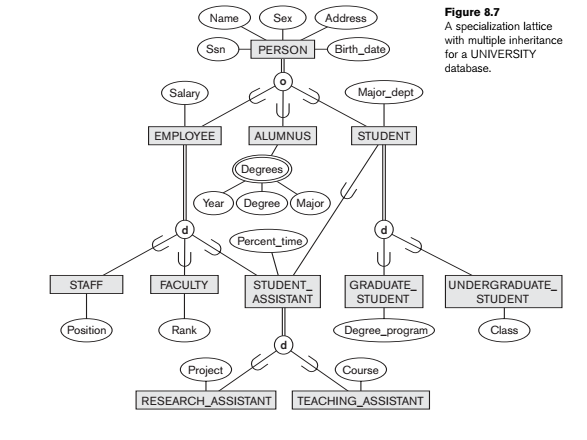 Figure 8.7
A specialization lattice
with multiple inheritance
for a UNIVERSITY
database.
Name
Sex
Address
Ssn
PERSON
Birth_date
o
Salary
Major_dept
EMPLOYEE
ALUMNUS
STUDENT
Degrees
Year
Degree
Major
d
d
Percent_time
STAFF
FACULTY
STUDENT_
ASSISTANT
GRADUATE_
STUDENT
UNDERGRADUATE_
STUDENT
Position
Rank
Degree_program
Class
d
Project
Course
RESEARCH_ASSISTANT
TEACHING_ASSISTANT